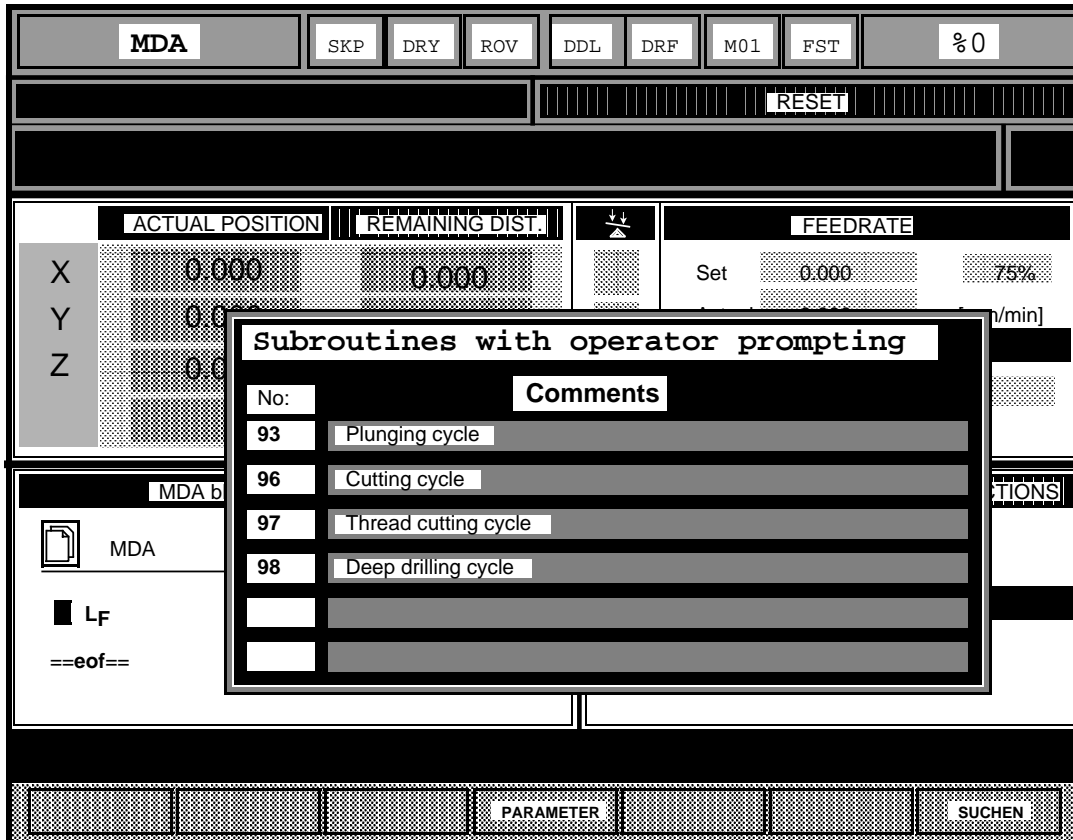 MDA SKP DRY ROV DDL DRF M01 FST %0
RESET
ACTUAL POSITION REMAINING DIST. FEEDRATE
X 0.000 0.000 Set 0.000 75%
Y
Z
Subroutines with operator prompting
No: Comments
93 Plunging cycle
96 Cutting cycle
97 Thread cutting cycle
98 Deep drilling cycle
MDA b
MDA
LF
==eof==
PARAMETER SUCHEN